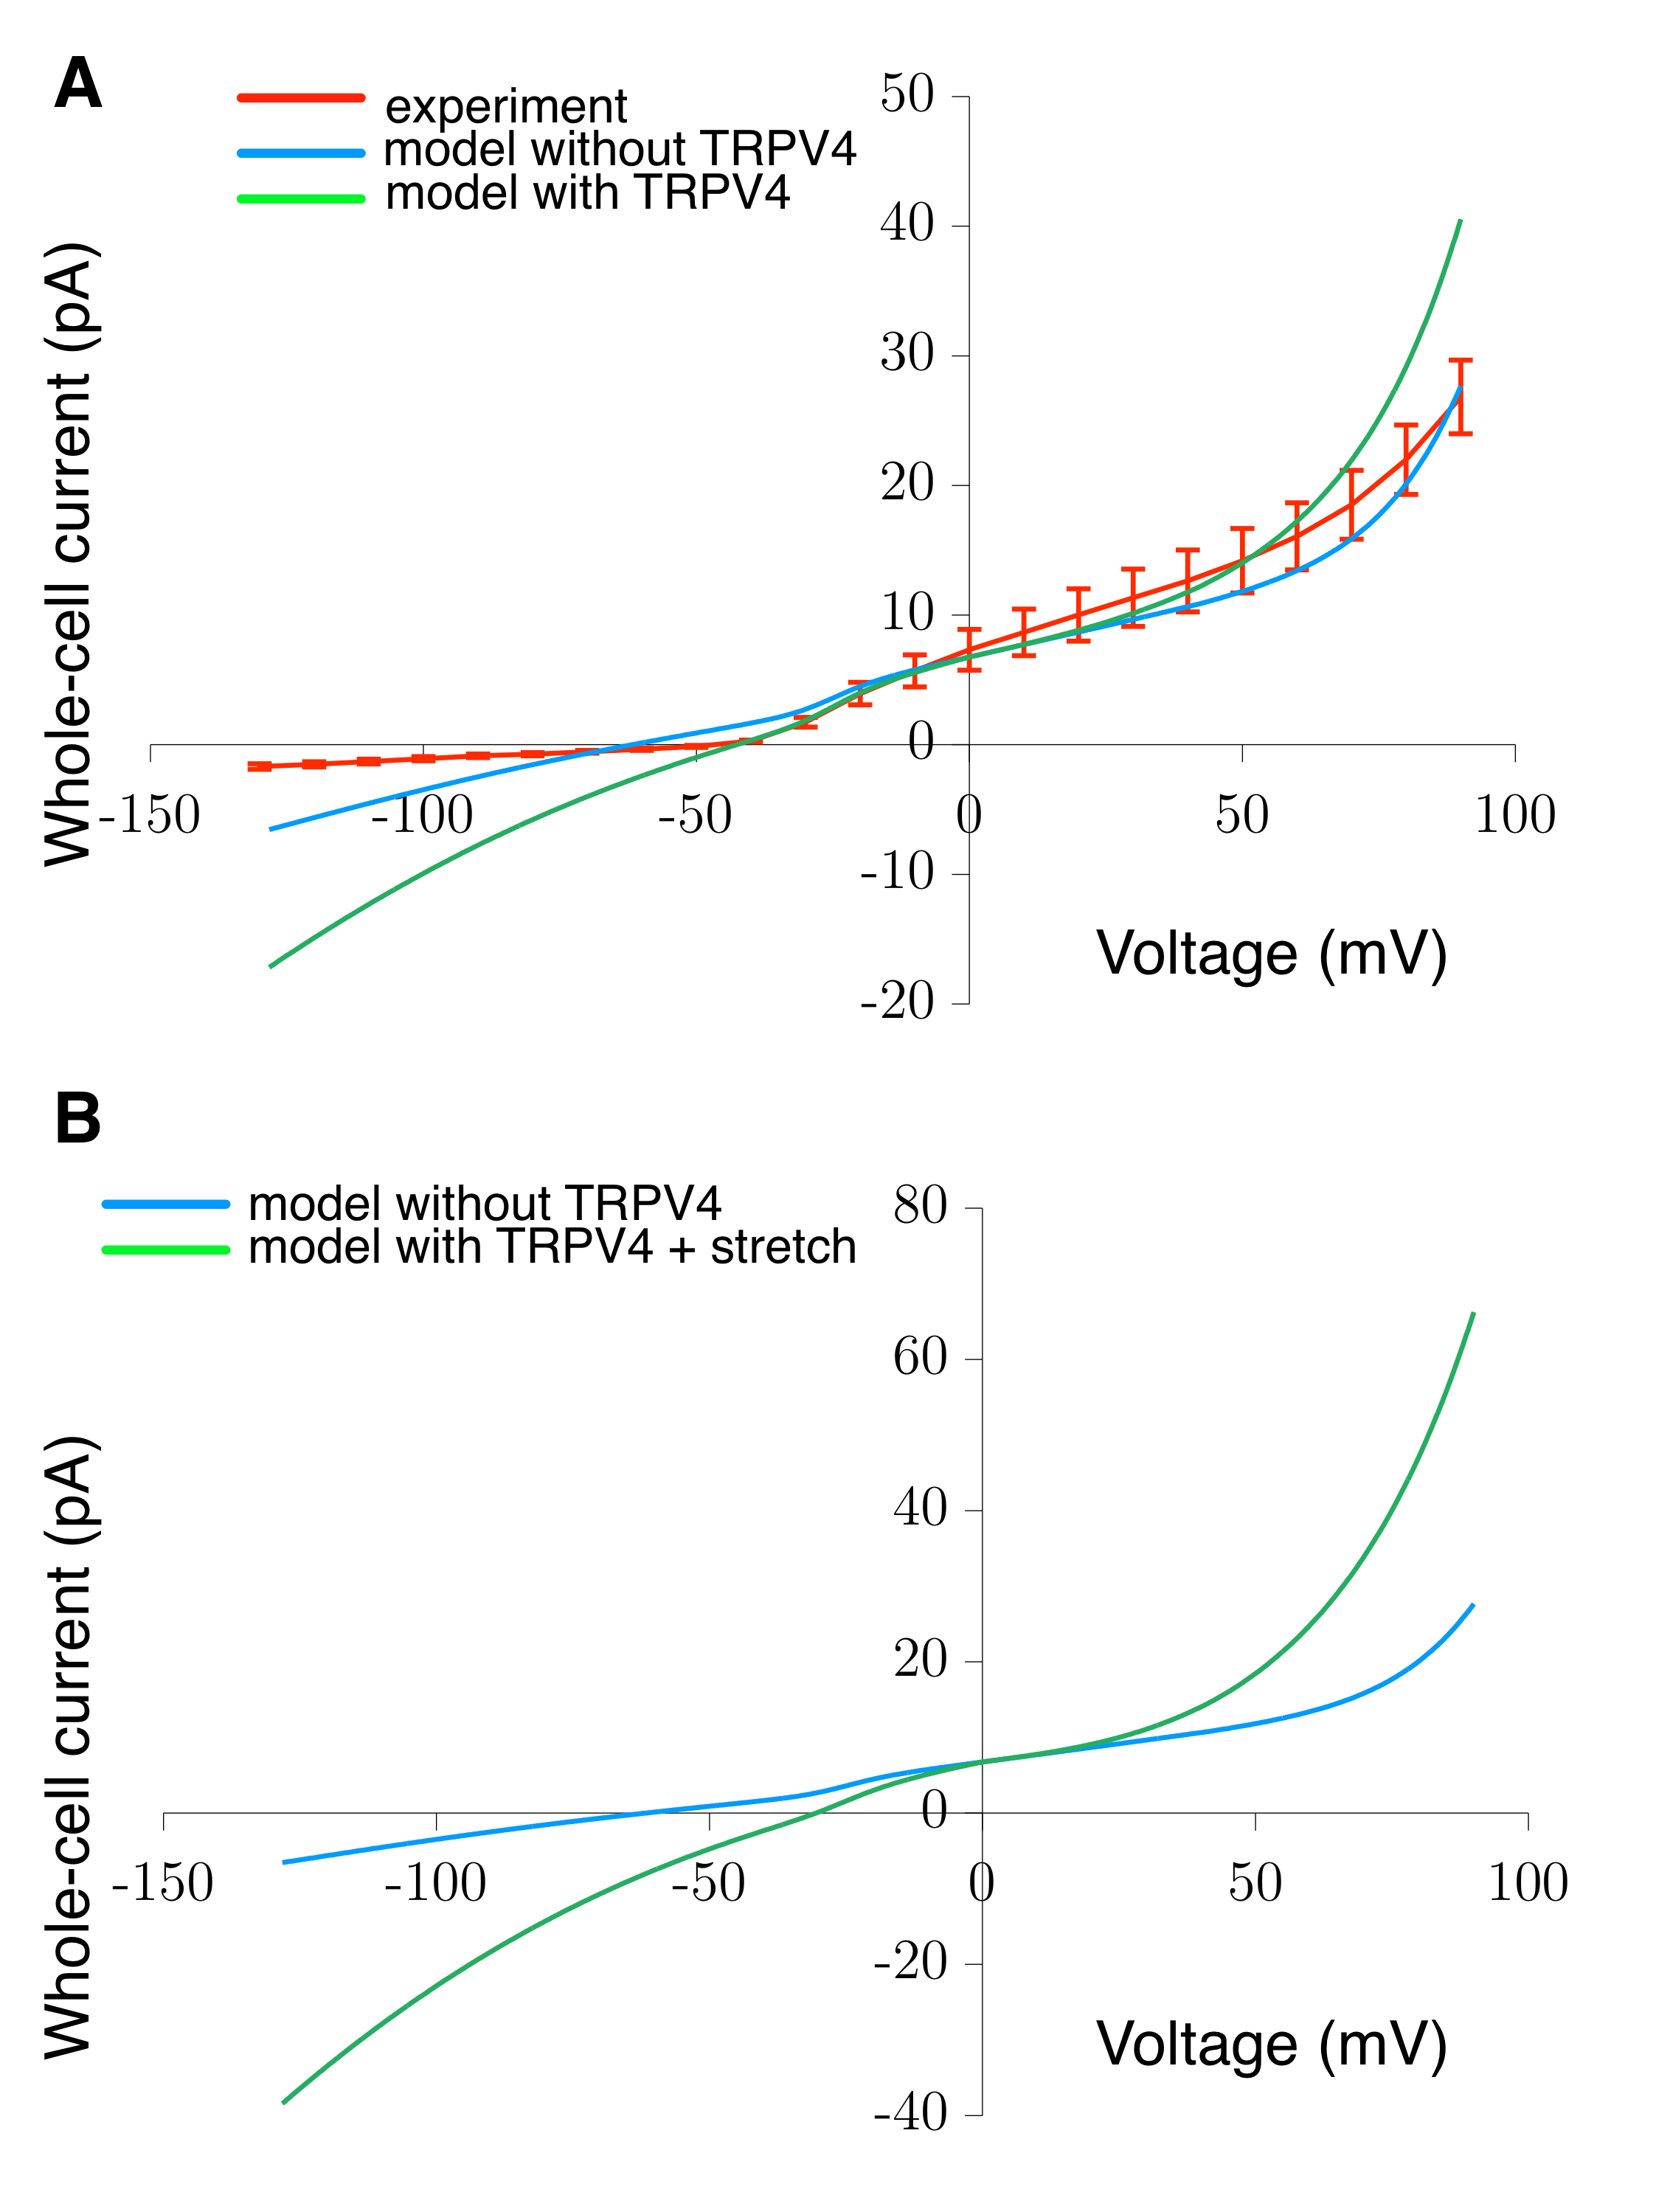 A
experiment
model without TRPV4
model with TRPV4
Whole-cell current (pA)
50
40
30
20
10
0
-10
-20
-150
-100
-50
0
50
100
Voltage (mV)
B
model without TRPV4
model with TRPV4 + stretch
Whole-cell current (pA)
80
60
40
20
0
-20
-40
-150
-100
-50
0
50
100
Voltage (mV)